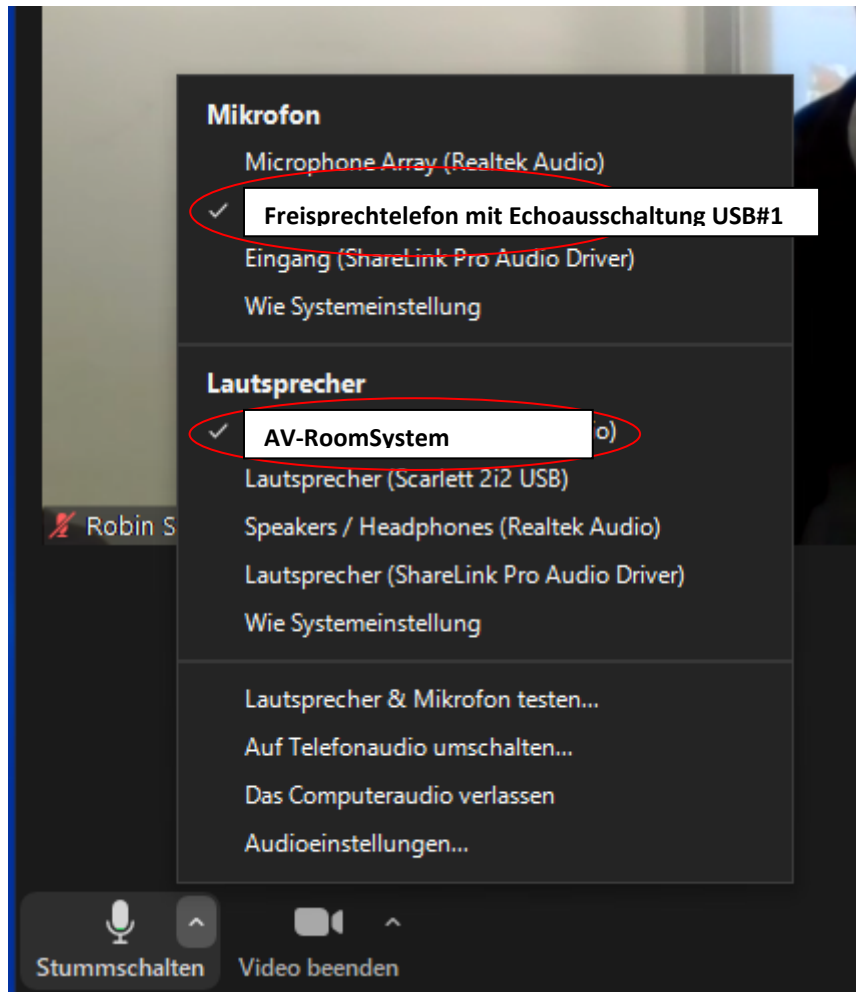 Mikrofon
Microphone Array (Realtek Audio)
Freisprechtelefon mit Echoausschaltung USB#1
Eingang (ShareLink Pro Audio Driver)
Wie Systemeinstellung
Lautsprecher
AV-RoomSystem io)
Lautsprecher (Scarlett 2i2 USB)
Robin S
Speakers / Headphones (Realtek Audio)
Lautsprecher (ShareLink Pro Audio Driver)
Wie Systemeinstellung
Lautsprecher & Mikrofon testen...
Auf Telefonaudio umschalten...
Das Computeraudio verlassen
Audioeinstellungen...
Stummschalten Video beenden